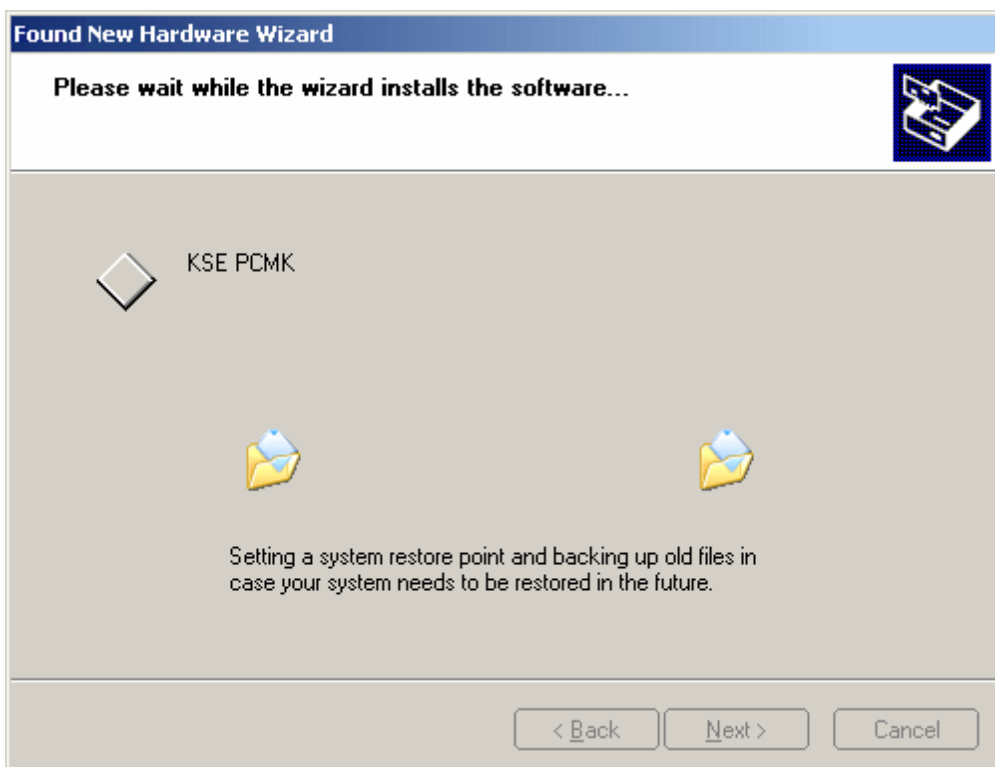 Found New Hardware Wizard
Please wait while the wizard installs the software...
KSE PCMK
Setting a system restore point and backing up old files in
case your system needs to be restored in the future.
< Back
Next >
Cancel